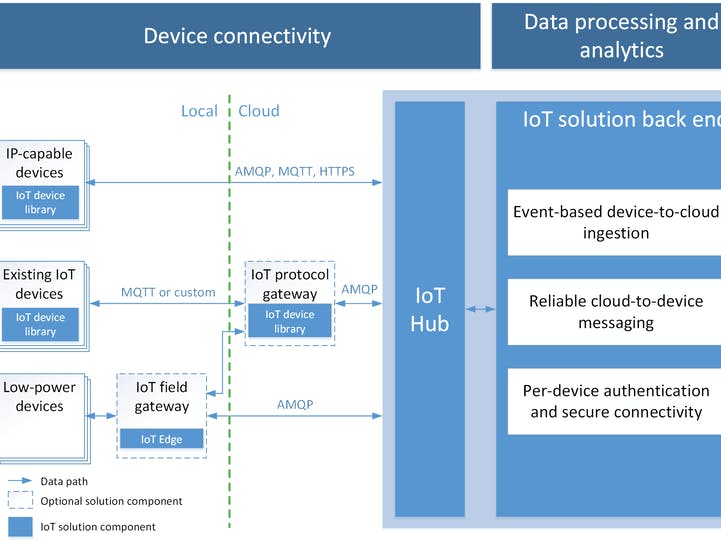 Device connectivity
Data processing and
analytics
Local
Cloud
IoT solution back end
IP-capable
devices
IoT device
library
AMQP, MQTT, HTTPS
Event-based device-to-cloud
ingestion
Existing IoT
devices
IoT device
library
MQTT or custom
IoT protocol
gateway
IoT device
library
AMQP
IoT
Hub
Reliable cloud-to-device
messaging
Low-power
devices
IoT field
gateway
IoT Edge
AMQP
Per-device authentication
and secure connectivity
Data path
Optional solution component
IoT solution component